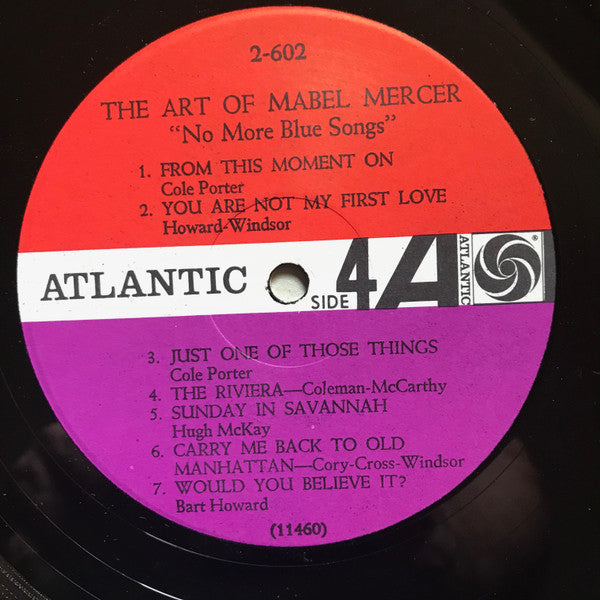 2-602
THE ART OF MABEL MERCER
"No More Blue Songs"
1. FROM THIS MOMENT ON
Cole Porter
2. YOU ARE NOT MY FIRST LOVE
Howard-Windsor
ATLANTIC
SIDE 4
A
ATLANTIC
®
3. JUST ONE OF THOSE THINGS
Cole Porter
4. THE RIVIERA—Coleman-McCarthy
5. SUNDAY IN SAVANNAH
Hugh McKay
6. CARRY ME BACK TO OLD
MANHATTAN—Cory-Cross-Windsor
7. WOULD YOU BELIEVE IT?
Bart Howard
(11460)